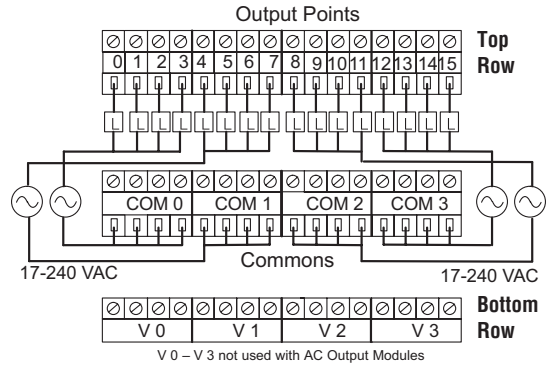 Output Points
Top
Row
0 1 2 3 4 5 6 7 8 9 10 11 12 13 14 15
L L L L L L L L L L L L L L L L
COM 0 COM 1 COM 2 COM 3
Commons
17-240 VAC 17-240 VAC
Bottom
Row
V 0 V 1 V 2 V 3
V 0 – V 3 not used with AC Output Modules